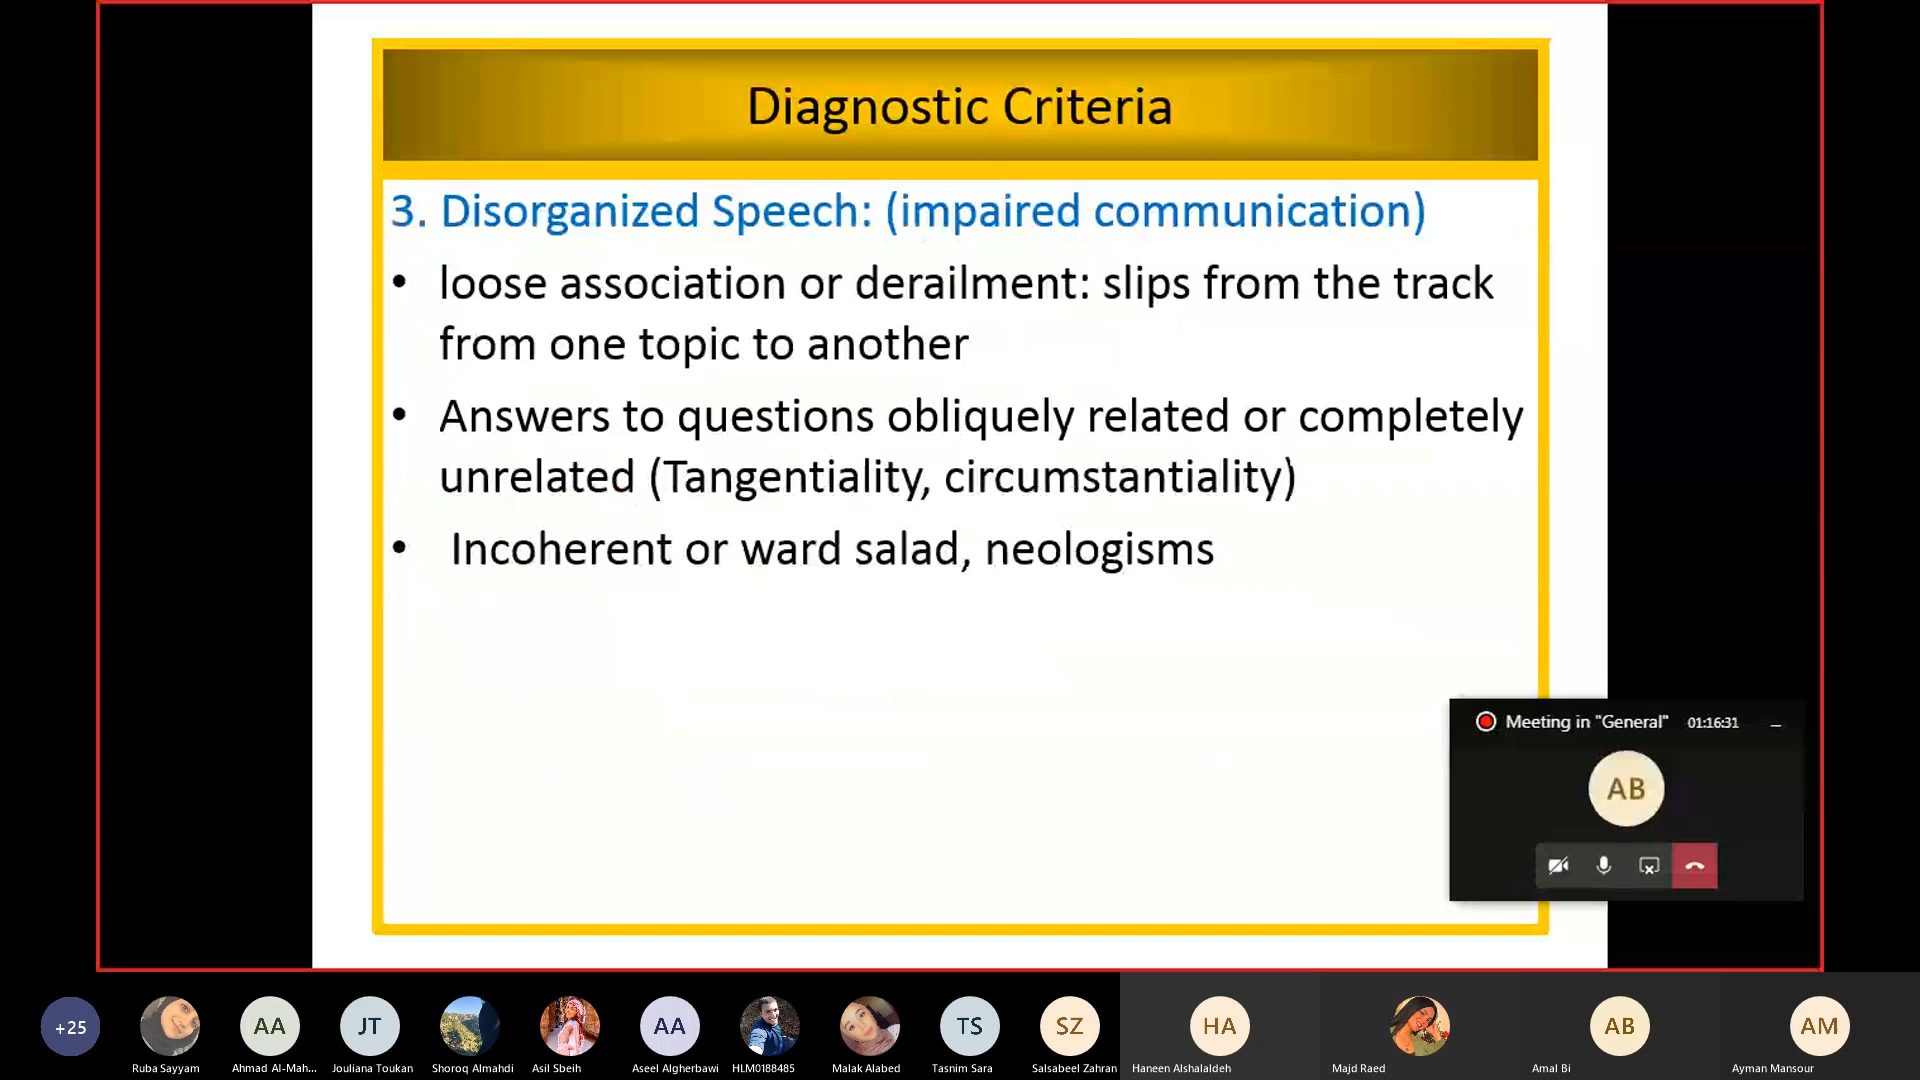 Diagnostic Criteria
3. Disorganized Speech: (impaired communication)
• loose association or derailment: slips from the track
from one topic to another
• Answers to questions obliquely related or completely
unrelated (Tangentiality, circumstantiality)
• Incoherent or ward salad, neologisms
Meeting in "General" 01:16:31
AB
+25
AA
JT
AA
TS
SZ
HA
AB
AM
Ruba Sayyam
Ahmad Al-Mah...
Jouliana Toukan
Shoroq Almahdi
Asil Sbeih
Aseel Algherbawi
HLM0188485
Malak Alabed
Tasnim Sara
Salsabeel Zahran
Haneen Alshalaldeh
Majd Raed
Amal Bi
Ayman Mansour